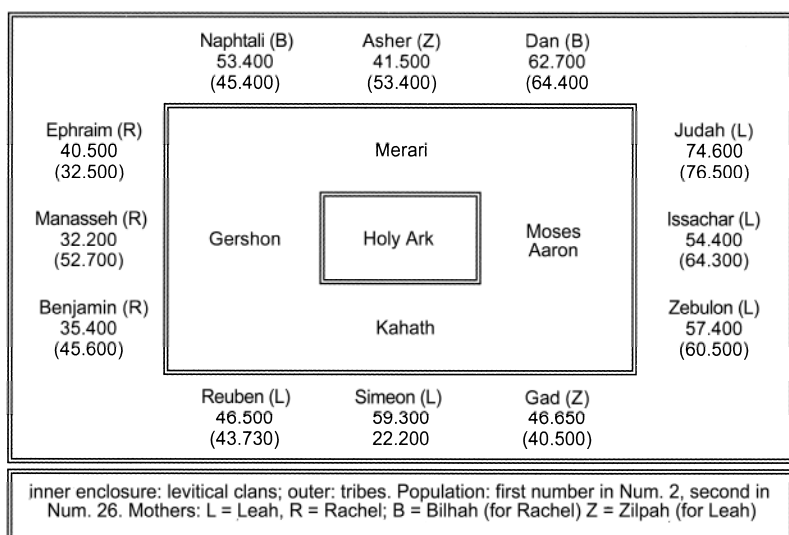 Naphtali (B) Asher (Z) Dan (B)
53.400 41.500 62.700
(45.400) (53.400) (64.400
Ephraim (R)
40.500
(32.500)
Manasseh (R)
32.200
(52.700)
Benjamin (R)
35.400
(45.600)
Merari
Gershon
Holy Ark
Moses
Aaron
Kahath
Judah (L)
74.600
(76.500)
Issachar (L)
54.400
(64.300)
Zebulon (L)
57.400
(60.500)
Reuben (L) Simeon (L) Gad (Z)
46.500 59.300 46.650
(43.730) 22.200 (40.500)
inner enclosure: levitical clans; outer: tribes. Population: first number in Num. 2, second in
Num. 26. Mothers: L = Leah, R = Rachel; B = Bilhah (for Rachel) Z = Zilpah (for Leah)